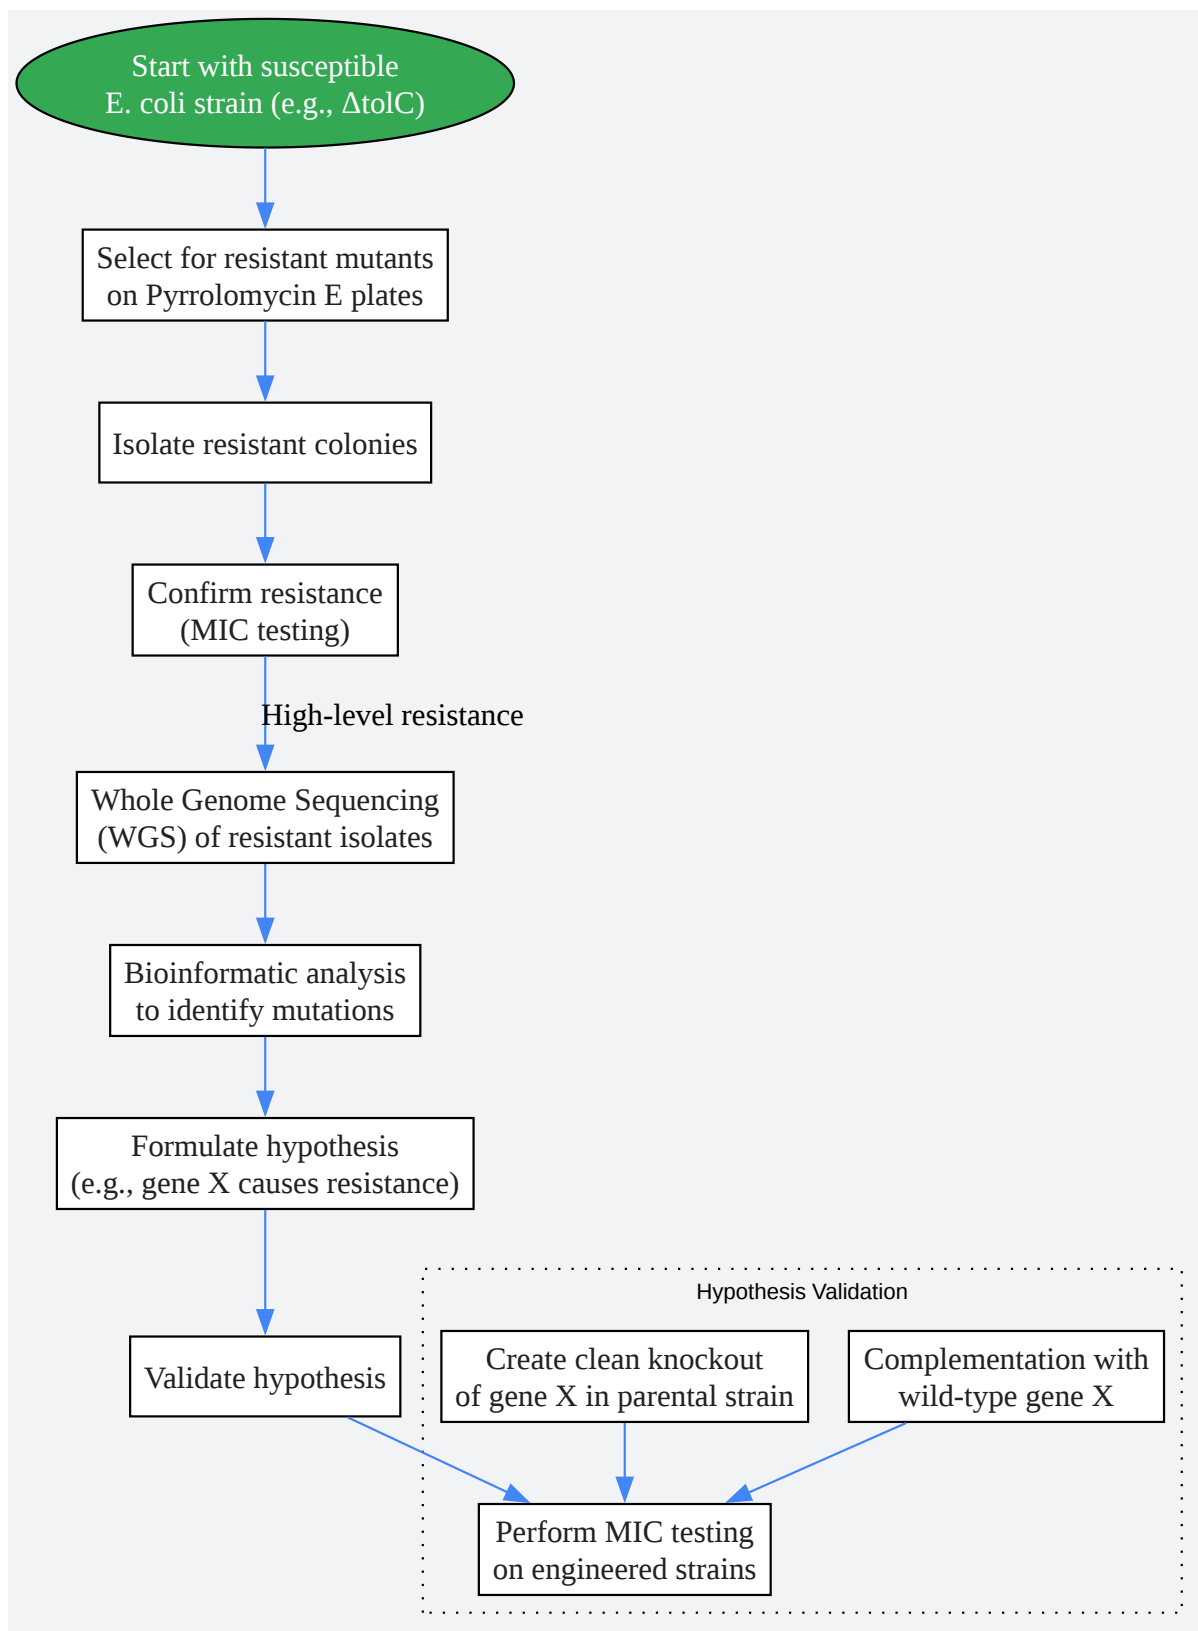 Start with susceptible
E. coli strain (e.g., ΔtolC)
Select for resistant mutants
on Pyrrolomycin E plates
Isolate resistant colonies
Confirm resistance
(MIC testing)
High-level resistance
Whole Genome Sequencing
(WGS) of resistant isolates
Bioinformatic analysis
to identify mutations
Formulate hypothesis
(e.g., gene X causes resistance)
Validate hypothesis
Hypothesis Validation
Create clean knockout
of gene X in parental strain
Complementation with
wild-type gene X
Perform MIC testing
on engineered strains